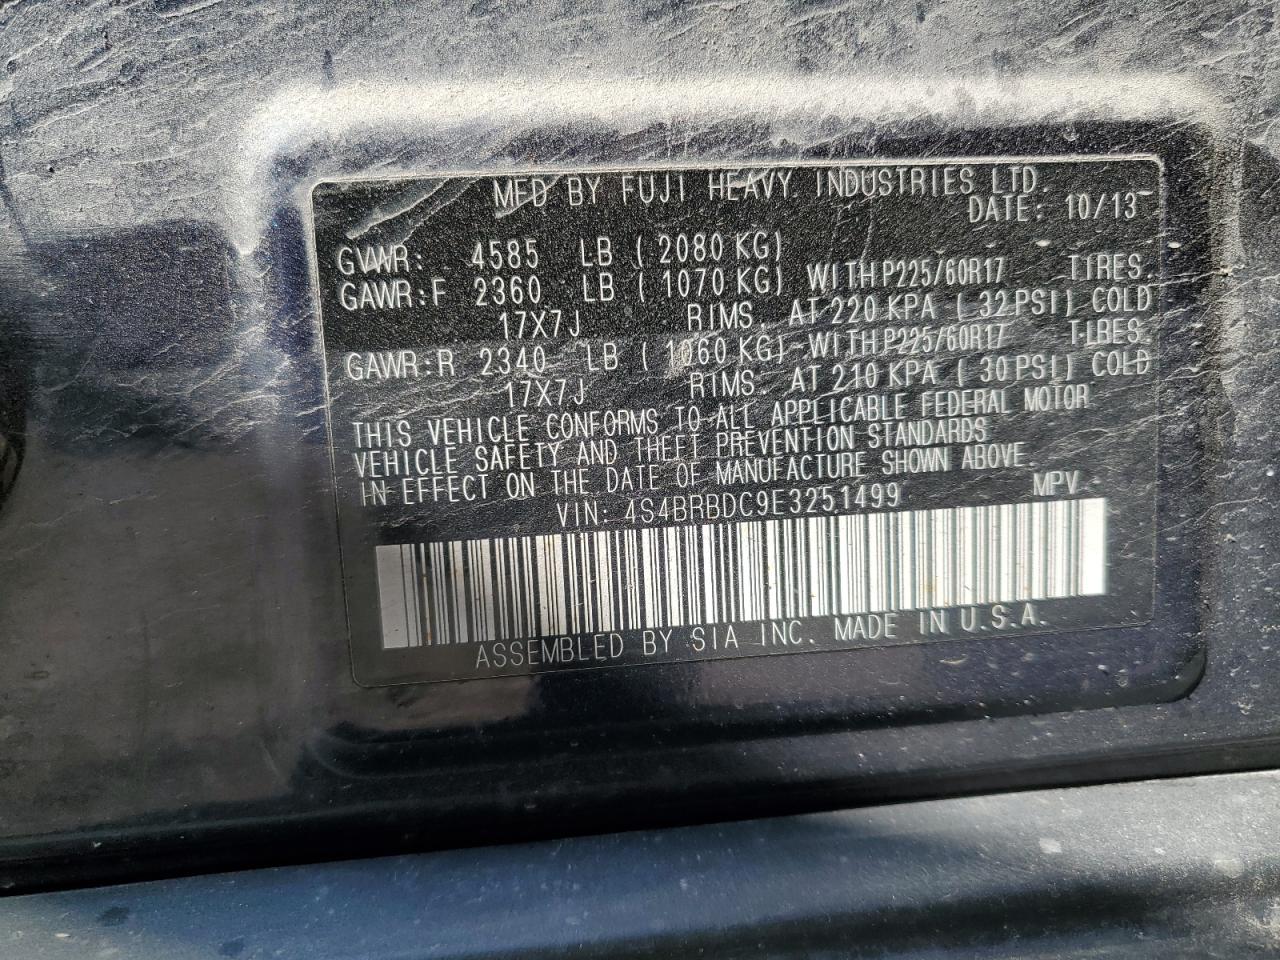 MFD BY FUJI HEAVY INDUSTRIES LTD.
DATE: 10/13
GVWR: 4585 LB ( 2080 KG)
GAWR:F 2360 LB ( 1070 KG) WITH P225/60R17 TIRES.
17X7J RIMS. AT 220 KPA ( 32 PSI) COLD
GAWR:R 2340 LB ( 1060 KG) WITH P225/60R17 TIRES.
17X7J RIMS. AT 210 KPA ( 30 PSI) COLD
THIS VEHICLE CONFORMS TO ALL APPLICABLE FEDERAL MOTOR
VEHICLE SAFETY AND THEFT PREVENTION STANDARDS
IN EFFECT ON THE DATE OF MANUFACTURE SHOWN ABOVE.
VIN: 4S4BRBDC9E3251499 MPV
ASSEMBLED BY SIA INC. MADE IN U.S.A.